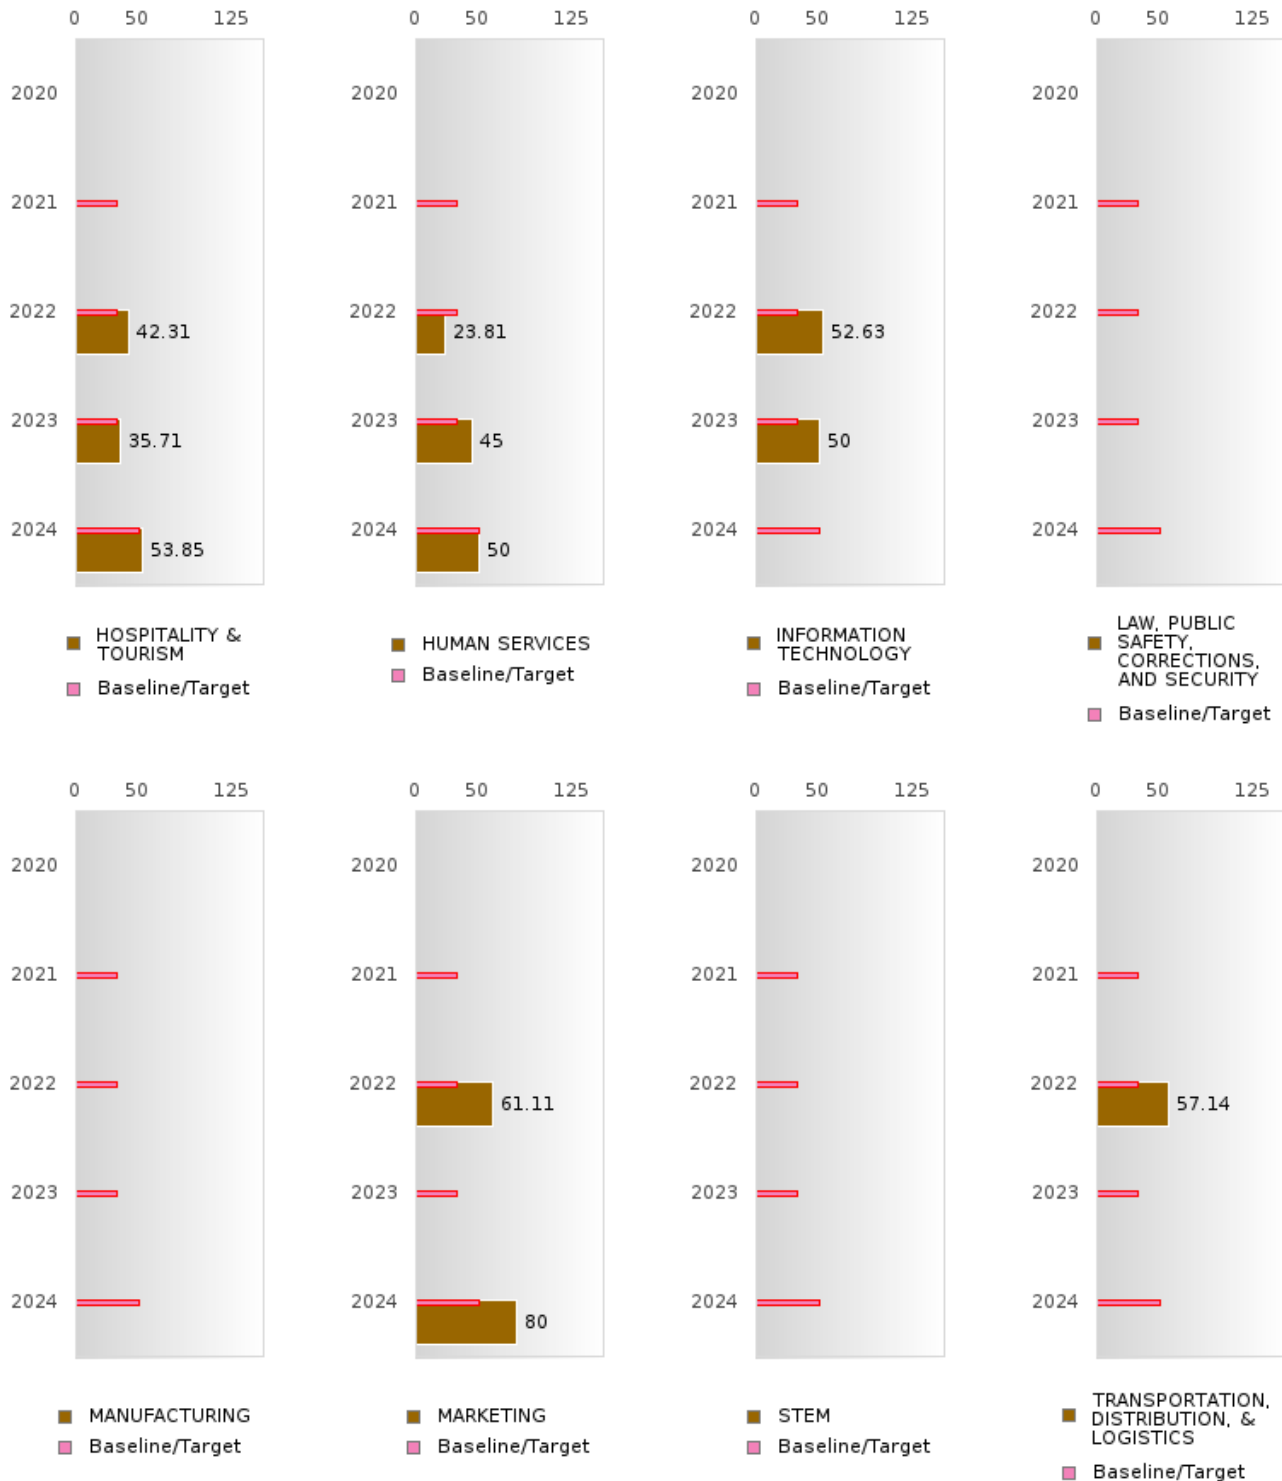 0 50 125 0 50 125 0 50 125 0 50 125
2020 2020 2020 2020
2021 2021 2021 2021
2022 2022 2022 2022
42.31 23.81 52.63
2023 2023 2023 2023
35.71 45 50
2024 2024 2024 2024
53.85 50
HOSPITALITY &
TOURISM
Baseline/Target
HUMAN SERVICES
Baseline/Target
INFORMATION
TECHNOLOGY
Baseline/Target
LAW, PUBLIC
SAFETY,
CORRECTIONS,
AND SECURITY
Baseline/Target
0 50 125 0 50 125 0 50 125 0 50 125
2020 2020 2020 2020
2021 2021 2021 2021
2022 2022 2022 2022
61.11 57.14
2023 2023 2023 2023
2024 2024 2024 2024
80
MANUFACTURING
Baseline/Target
MARKETING
Baseline/Target
STEM
Baseline/Target
TRANSPORTATION,
DISTRIBUTION, &
LOGISTICS
Baseline/Target